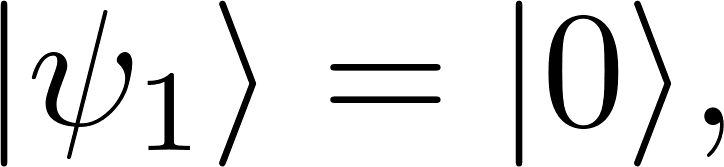 |ψ₁⟩ = |0⟩,